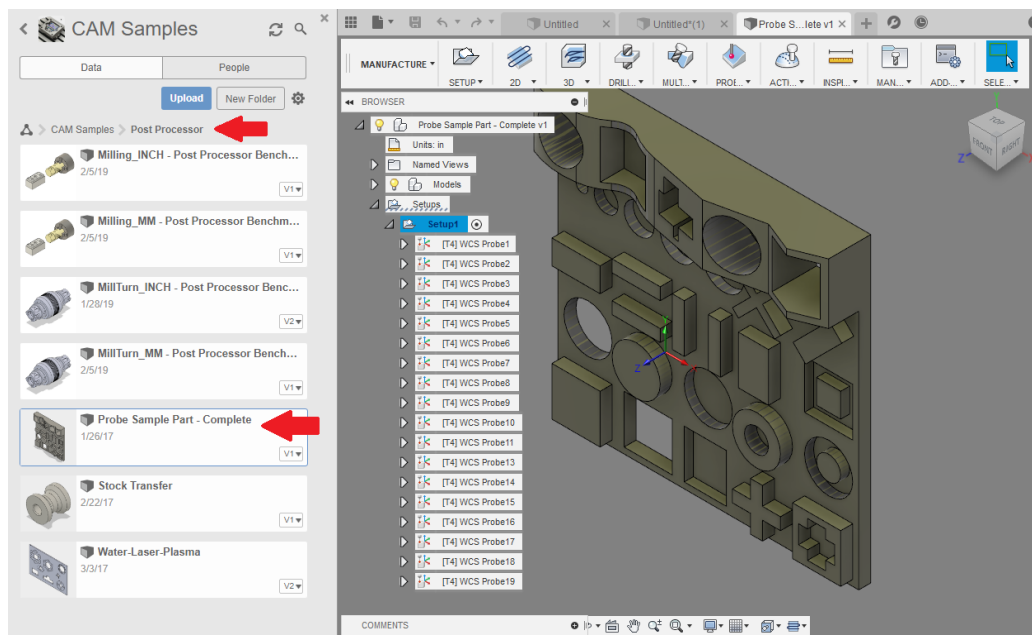 CAM Samples
Data People
Upload New Folder
CAM Samples > Post Processor
Milling_INCH - Post Processor Bench...
2/5/19
V1
Milling_MM - Post Processor Benchm...
2/5/19
V1
MillTurn_INCH - Post Processor Benc...
1/28/19
V2
MillTurn_MM - Post Processor Bench...
2/5/19
V1
Probe Sample Part - Complete
1/26/17
V1
Stock Transfer
2/22/17
V1
Water-Laser-Plasma
3/3/17
V2
Untitled Untitled*(1) Probe S...lete v1
MANUFACTURE
SETUP 2D 3D DRILL... MULT... PROE... ACTI... INSPI... MAN... ADD-... SELE...
BROWSER
Probe Sample Part - Complete v1
Units: in
Named Views
Models
Setups
Setup1
[T4] WCS Probe1
[T4] WCS Probe2
[T4] WCS Probe3
[T4] WCS Probe4
[T4] WCS Probe5
[T4] WCS Probe6
[T4] WCS Probe7
[T4] WCS Probe8
[T4] WCS Probe9
[T4] WCS Probe10
[T4] WCS Probe11
[T4] WCS Probe13
[T4] WCS Probe14
[T4] WCS Probe15
[T4] WCS Probe16
[T4] WCS Probe17
[T4] WCS Probe18
[T4] WCS Probe19
TOP
FRONT RIGHT
Z
Z
COMMENTS